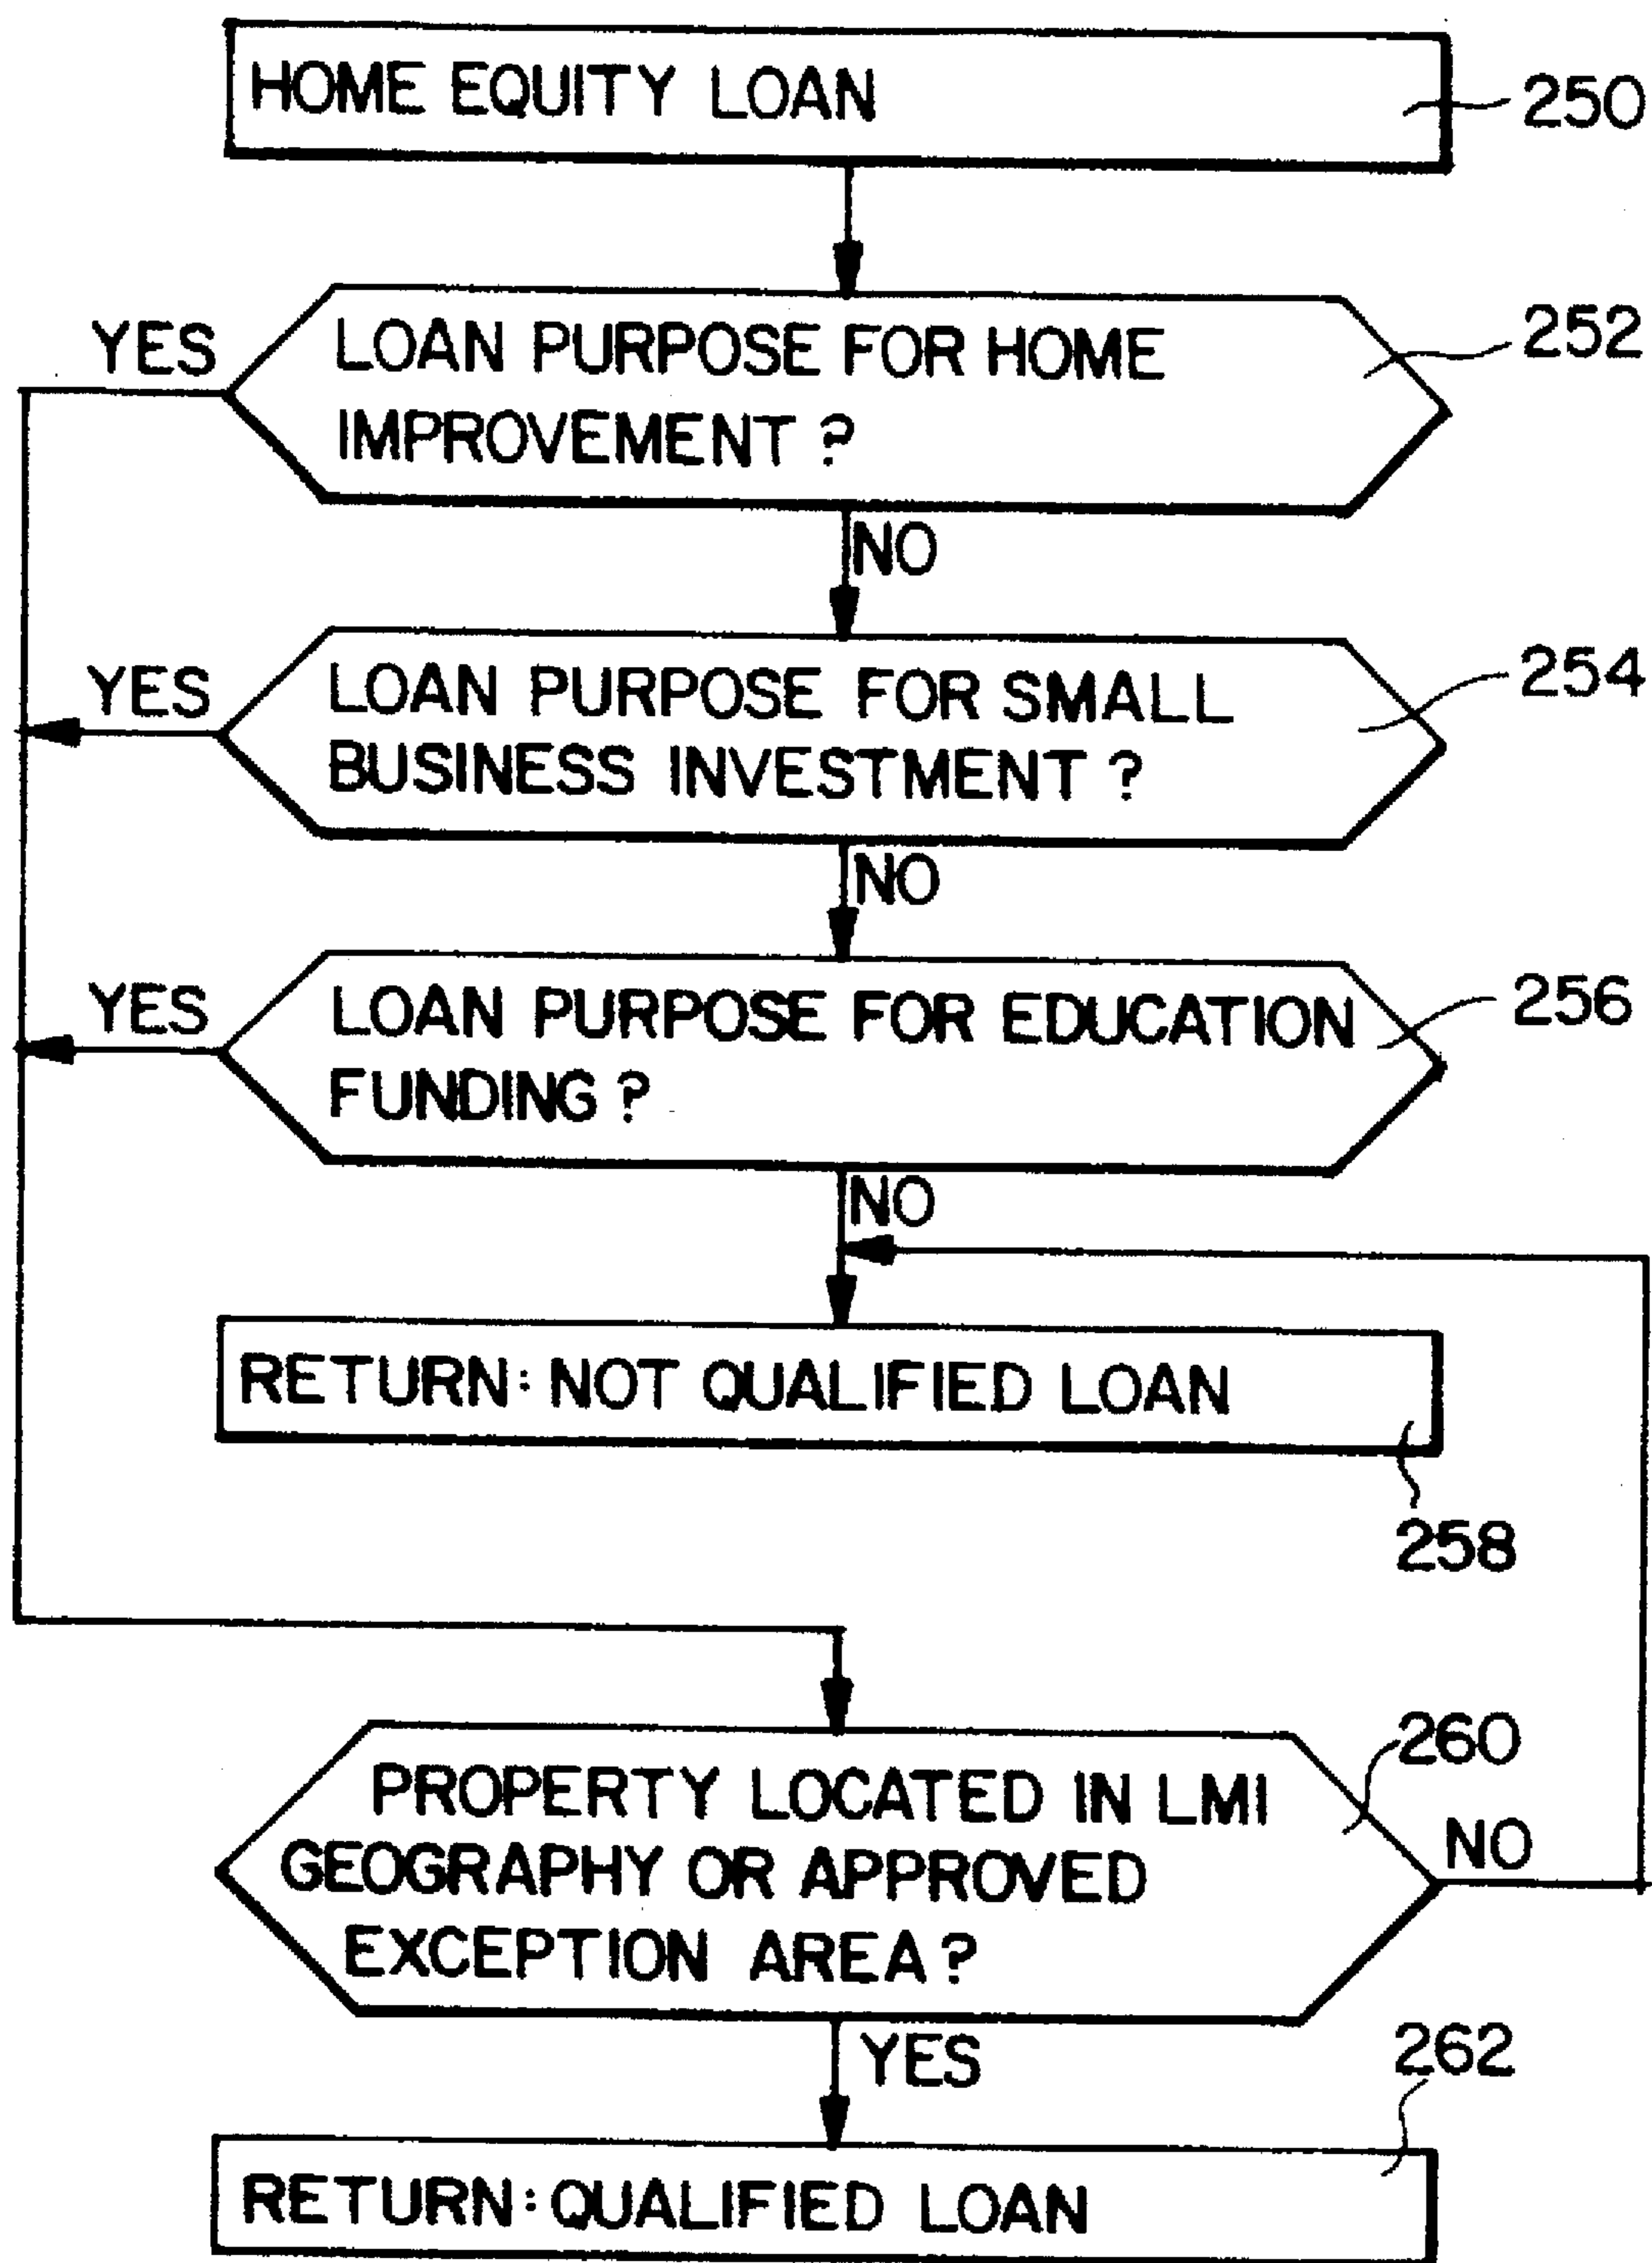 HOME EQUITY LOAN
250
YES
LOAN PURPOSE FOR HOME
IMPROVEMENT ?
252
NO
YES
LOAN PURPOSE FOR SMALL
BUSINESS INVESTMENT ?
254
NO
YES
LOAN PURPOSE FOR EDUCATION
FUNDING ?
256
NO
RETURN: NOT QUALIFIED LOAN
258
PROPERTY LOCATED IN LMI
GEOGRAPHY OR APPROVED
EXCEPTION AREA?
260
NO
YES
262
RETURN: QUALIFIED LOAN